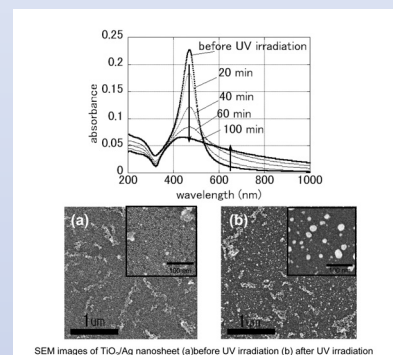 before UV irradiation
0.25
0.2
0.15
0.1
0.05
0
20 min
40 min
60 min
100 min
absorbance
200 400 600 800 1000
wavelength (nm)
(a)
100 nm
1um
(b)
1um
SEM images of TiO₂/Ag nanosheet (a)before UV irradiation (b) after UV irradiation